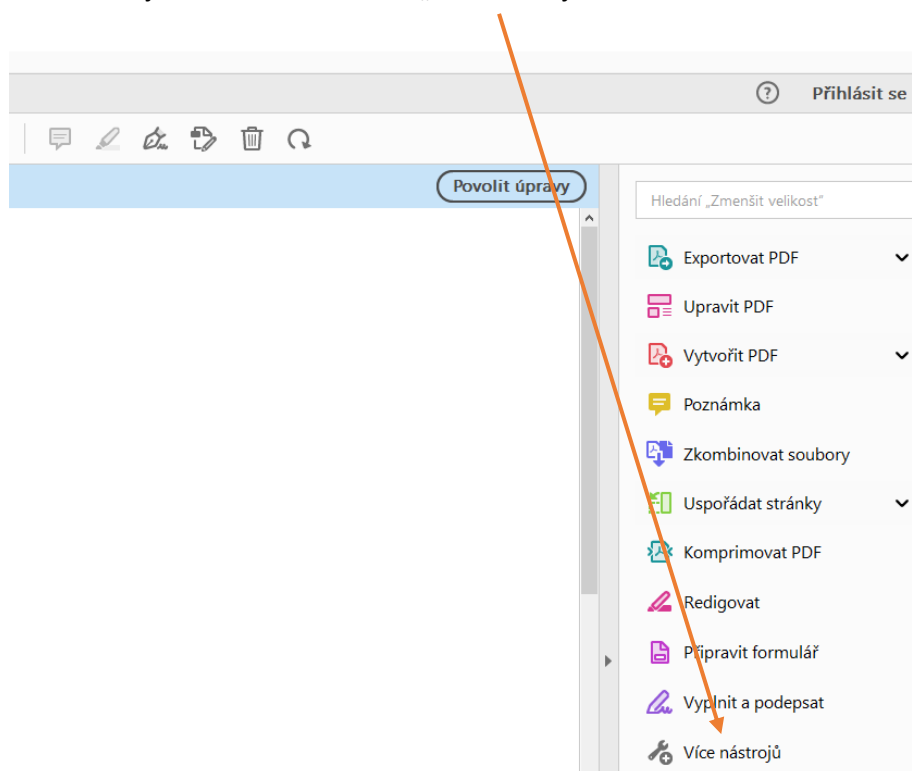 Přihlásit se
Povolit úpravy
Hledání „Zmenšit velikost"
Exportovat PDF
Upravit PDF
Vytvořit PDF
Poznámka
Zkombinovat soubory
Uspořádat stránky
Komprimovat PDF
Redigovat
Připravit formulář
Vyplnit a podepsat
Více nástrojů